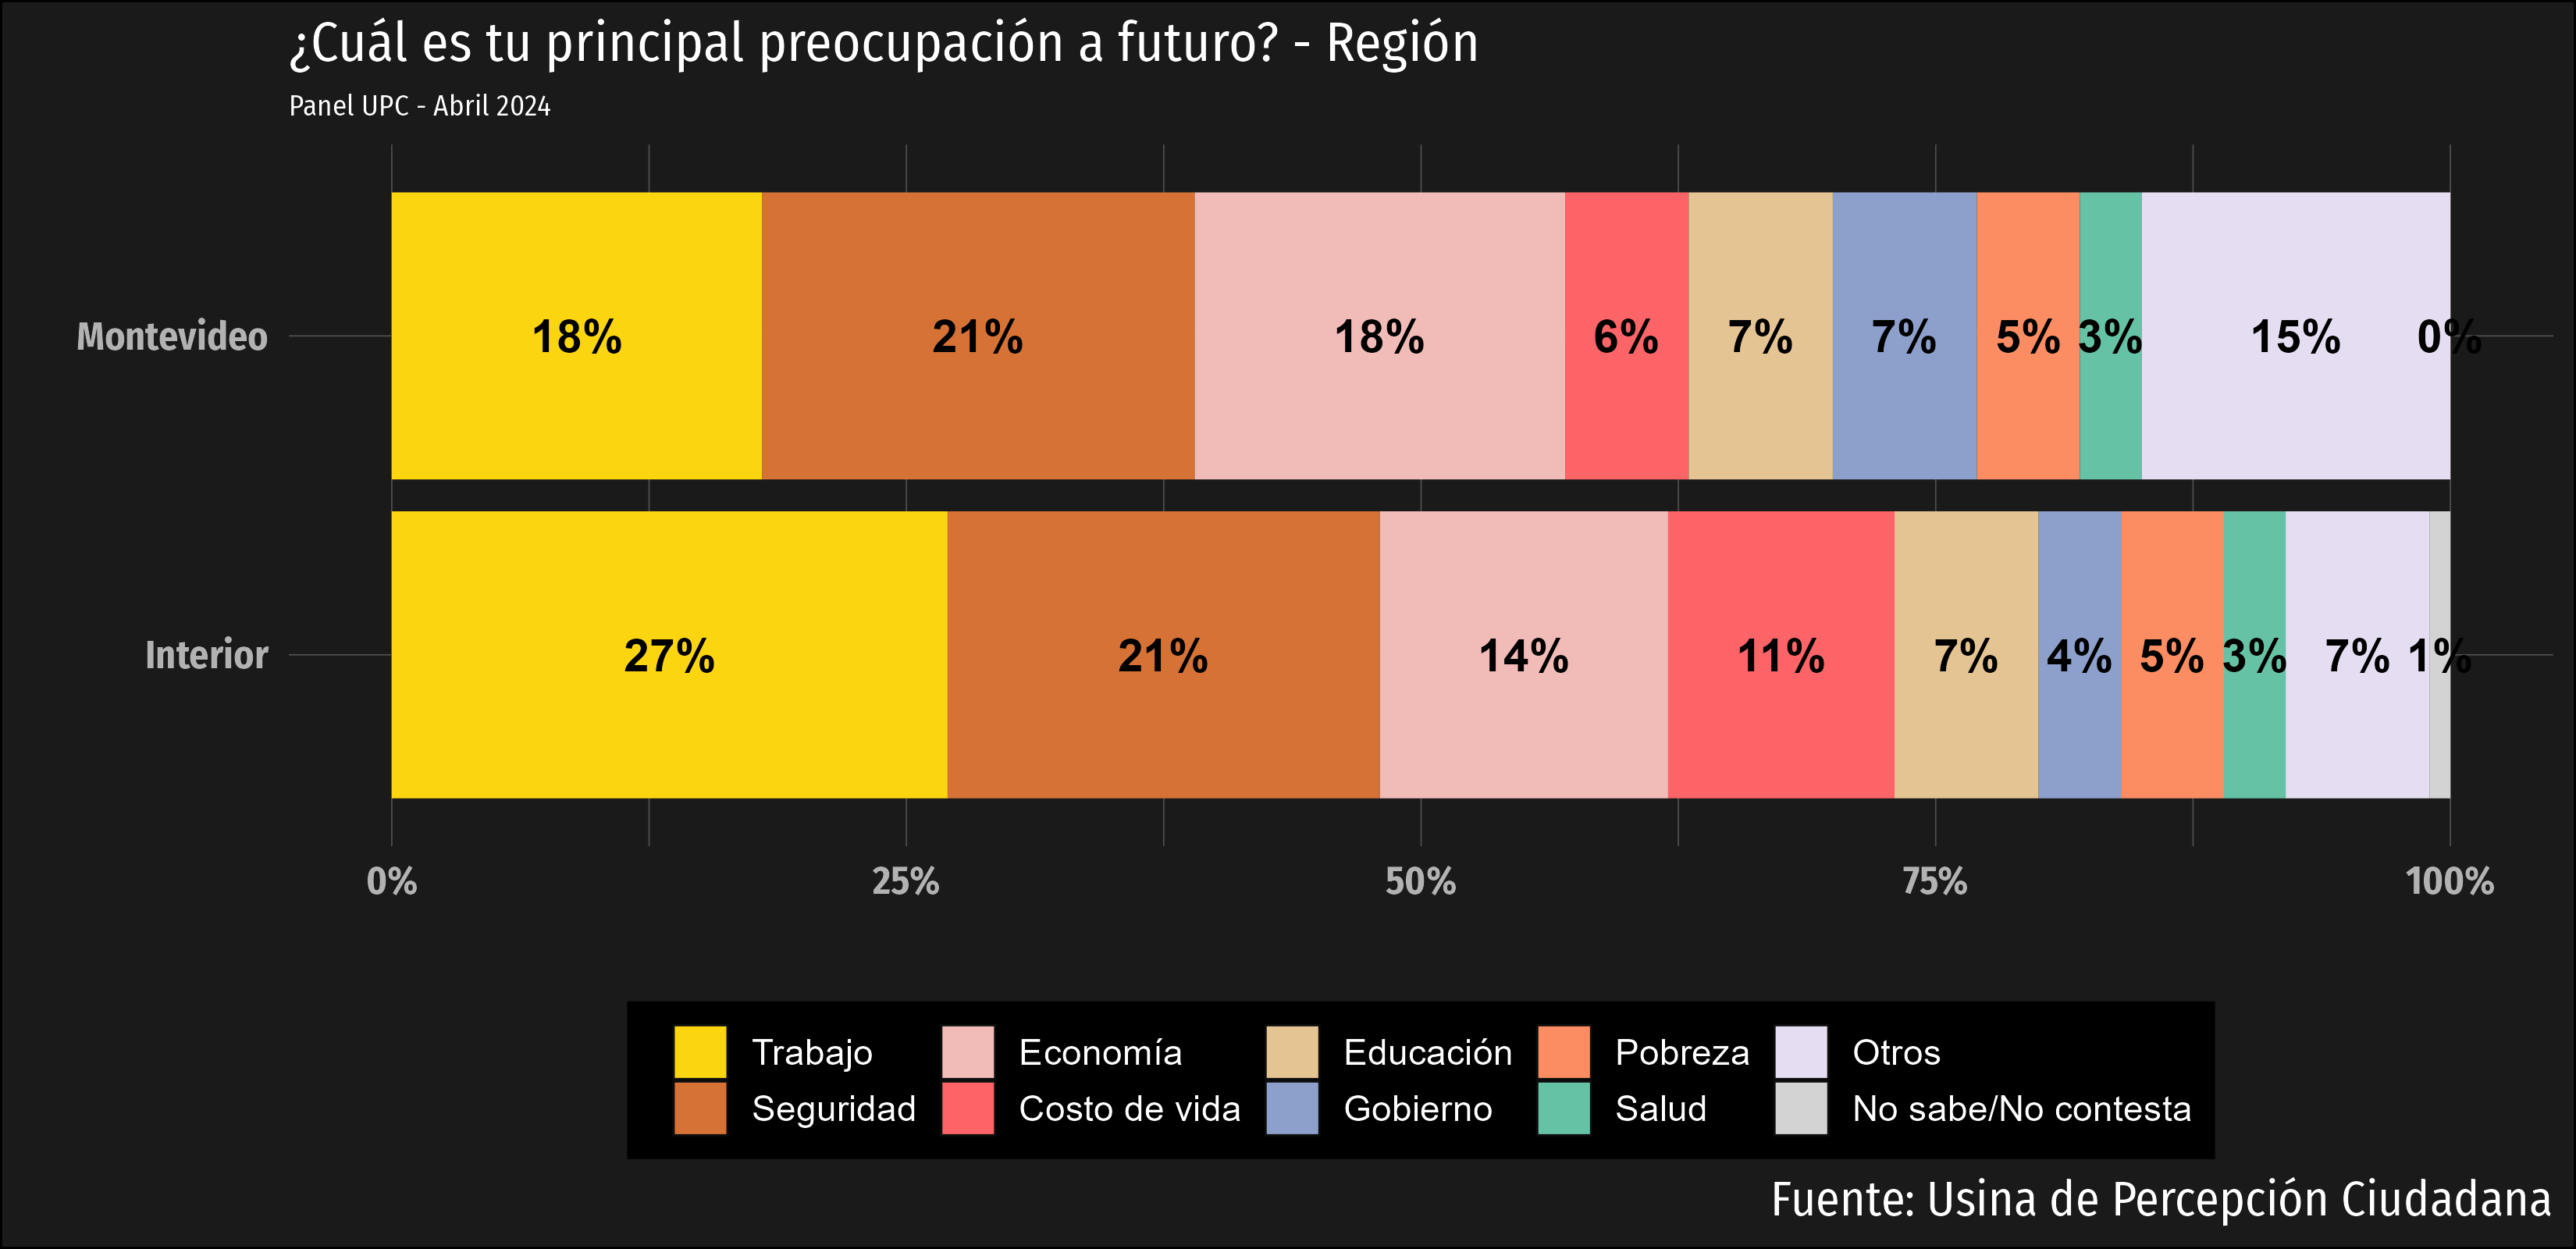 ¿Cuál es tu principal preocupación a futuro? - Región
Panel UPC - Abril 2024
Montevideo
18% 21% 18% 6% 7% 7% 5% 3% 15% 0%
Interior
27% 21% 14% 11% 7% 4% 5% 3% 7% 1%
0% 25% 50% 75% 100%
Trabajo Economía Educación Pobreza Otros
Seguridad Costo de vida Gobierno Salud No sabe/No contesta
Fuente: Usina de Percepción Ciudadana